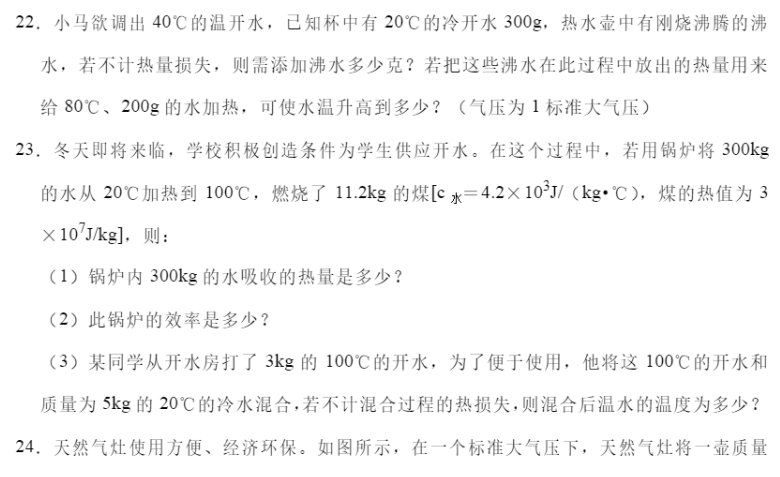 22．小马欲调出 40℃的温开水，已知杯中有 20℃的冷开水 300g，热水壶中有刚烧沸腾的沸
水，若不计热量损失，则需添加沸水多少克？若把这些沸水在此过程中放出的热量用来
给 80℃、200g 的水加热，可使水温升高到多少？（气压为 1 标准大气压）
23．冬天即将来临，学校积极创造条件为学生供应开水。在这个过程中，若用锅炉将 300kg
的水从 20℃加热到 100℃，燃烧了 11.2kg 的煤[c水＝4.2×10³J/（kg•℃），煤的热值为 3
×10⁷J/kg]，则：
（1）锅炉内 300kg 的水吸收的热量是多少？
（2）此锅炉的效率是多少？
（3）某同学从开水房打了 3kg 的 100℃的开水，为了便于使用，他将这 100℃的开水和
质量为 5kg 的 20℃的冷水混合，若不计混合过程的热损失，则混合后温水的温度为多少？
24．天然气灶使用方便、经济环保。如图所示，在一个标准大气压下，天然气灶将一壶质量